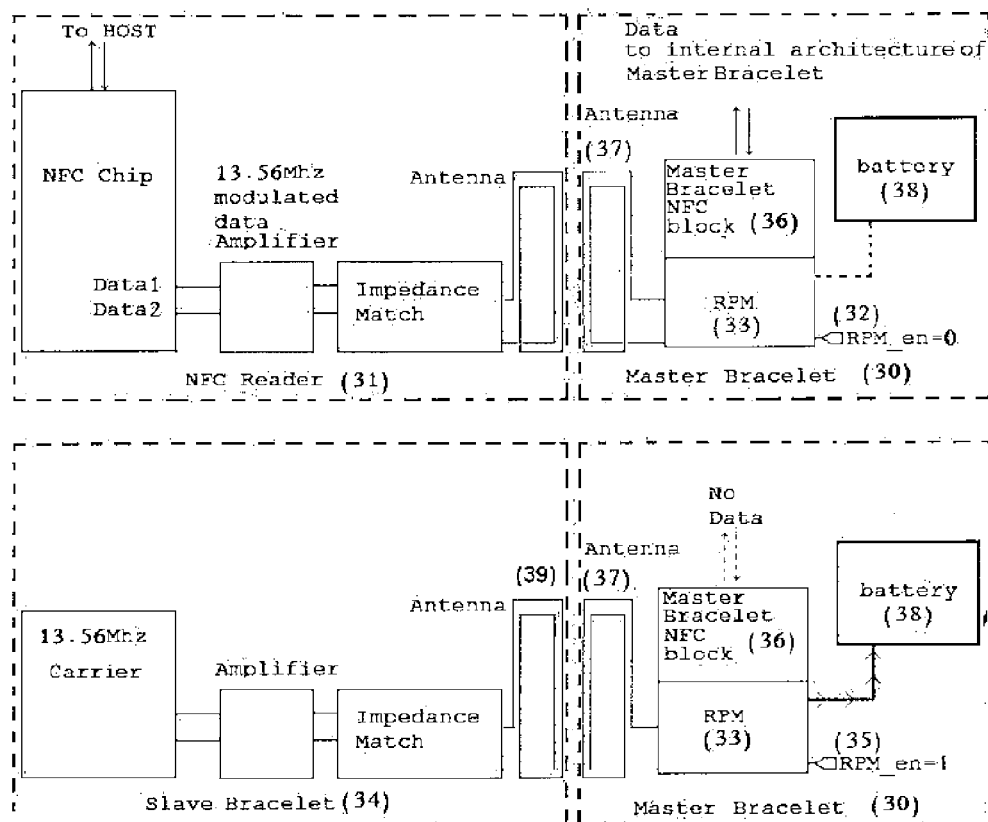 To HOST
NFC Chip
Data1
Data2
13.56Mhz
modulated
data
Amplifier
Impedance
Match
Antenna
NFC Reader (31)
Data
to internal architecture of
Master Bracelet
Antenna
(37)
Master
Bracelet
NFC
block (36)
battery
(38)
RPM
(33)
(32)
RPM_en=0
Master Bracelet (30)
13.56Mhz
Carrier
Amplifier
Impedance
Match
(39)
Antenna
Slave Bracelet (34)
No
Data
Antenna
(37)
Master
Bracelet
NFC
block (36)
battery
(38)
RPM
(33)
(35)
RPM_en=1
Master Bracelet (30)